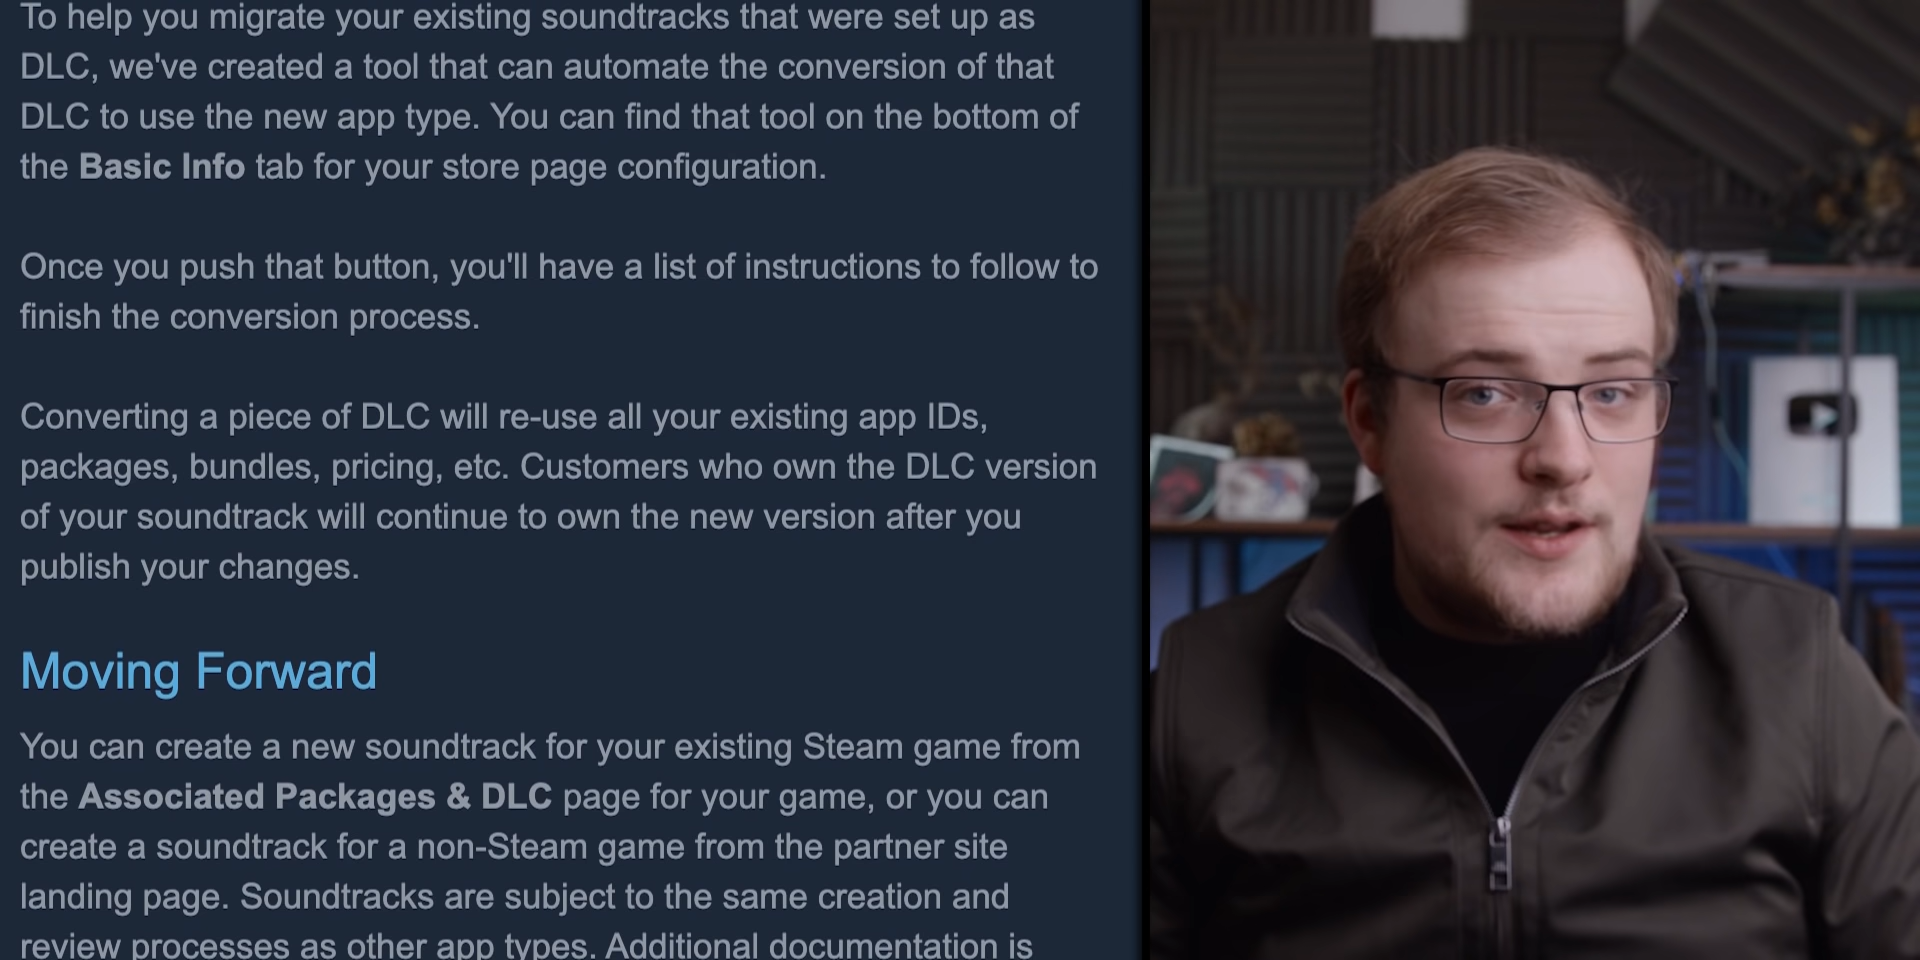 To help you migrate your existing soundtracks that were set up as
DLC, we've created a tool that can automate the conversion of that
DLC to use the new app type. You can find that tool on the bottom of
the Basic Info tab for your store page configuration.
Once you push that button, you'll have a list of instructions to follow to
finish the conversion process.
Converting a piece of DLC will re-use all your existing app IDs,
packages, bundles, pricing, etc. Customers who own the DLC version
of your soundtrack will continue to own the new version after you
publish your changes.
Moving Forward
You can create a new soundtrack for your existing Steam game from
the Associated Packages & DLC page for your game, or you can
create a soundtrack for a non-Steam game from the partner site
landing page. Soundtracks are subject to the same creation and
review processes as other app types. Additional documentation is